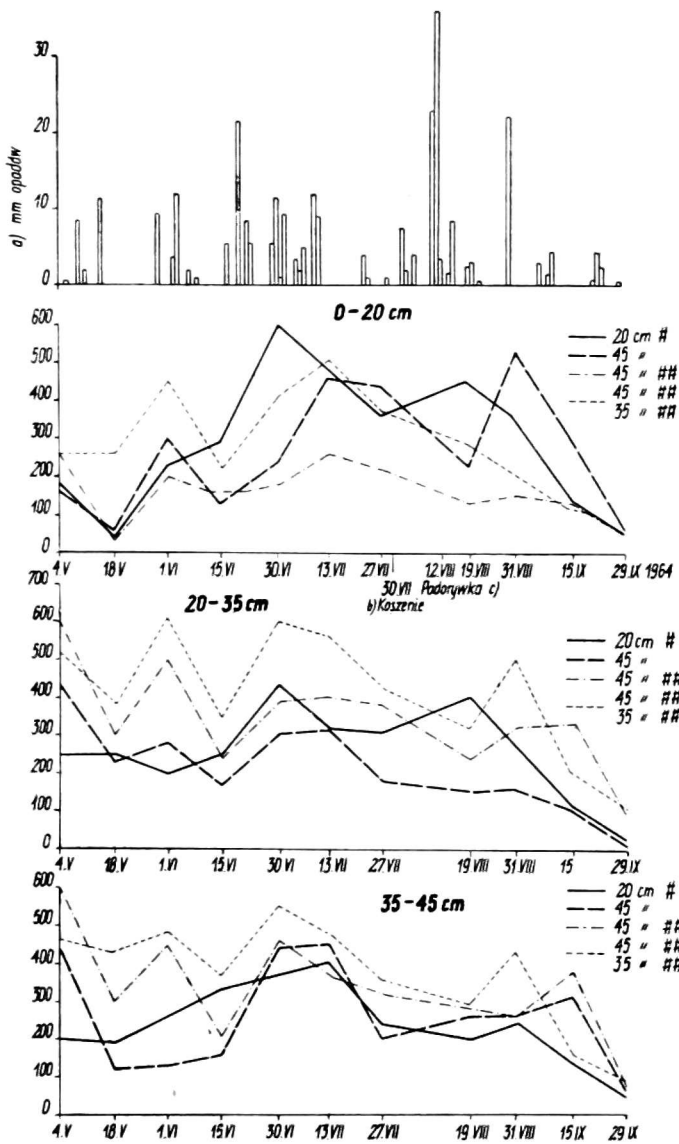 a) mm opadów
30
20
10
0
0-20 cm
600
500
400
300
200
100
0
20 cm #
45 "
45 " ##
45 " ##
35 " ##
4.V 18.V 1.VI 15.VI 30.VI 13.VII 27.VII 12.VIII 19.VIII 31.VIII 15.IX 29.IX 1964
30.VII Podorywka c)
b) Koszenie
20-35 cm
700
600
500
400
300
200
100
0
20 cm #
45 "
45 " ##
45 " ##
35 " ##
4.V 18.V 1.VI 15.VI 30.VI 13.VII 27.VII 19.VIII 31.VIII 15 29.IX
35-45 cm
600
500
400
300
200
100
0
20 cm #
45 "
45 " ##
45 " ##
35 " ##
4.V 18.V 1.VI 15.VI 30.VI 13.VII 27.VII 19.VIII 31.VIII 15.IX 29.IX